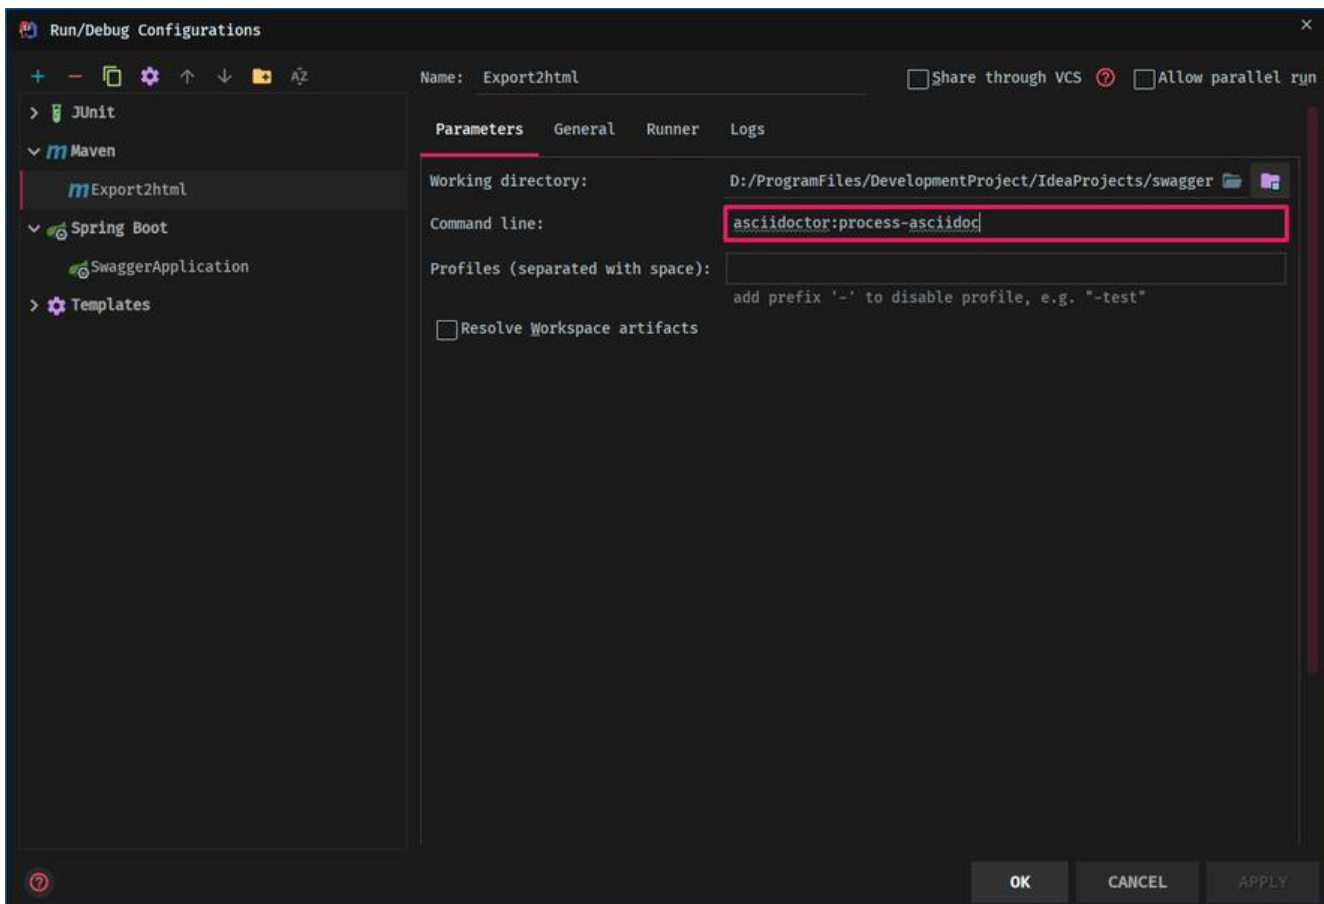 Run/Debug Configurations
Name: Export2html
Share through VCS
Allow parallel run
JUnit
Maven
Export2html
Spring Boot
SwaggerApplication
Templates
Parameters General Runner Logs
Working directory: D:/ProgramFiles/DevelopmentProject/IdeaProjects/swagger
Command line: asciidoctor:process-asciidoc
Profiles (separated with space):
add prefix '-' to disable profile, e.g. "-test"
Resolve Workspace artifacts
OK CANCEL APPLY